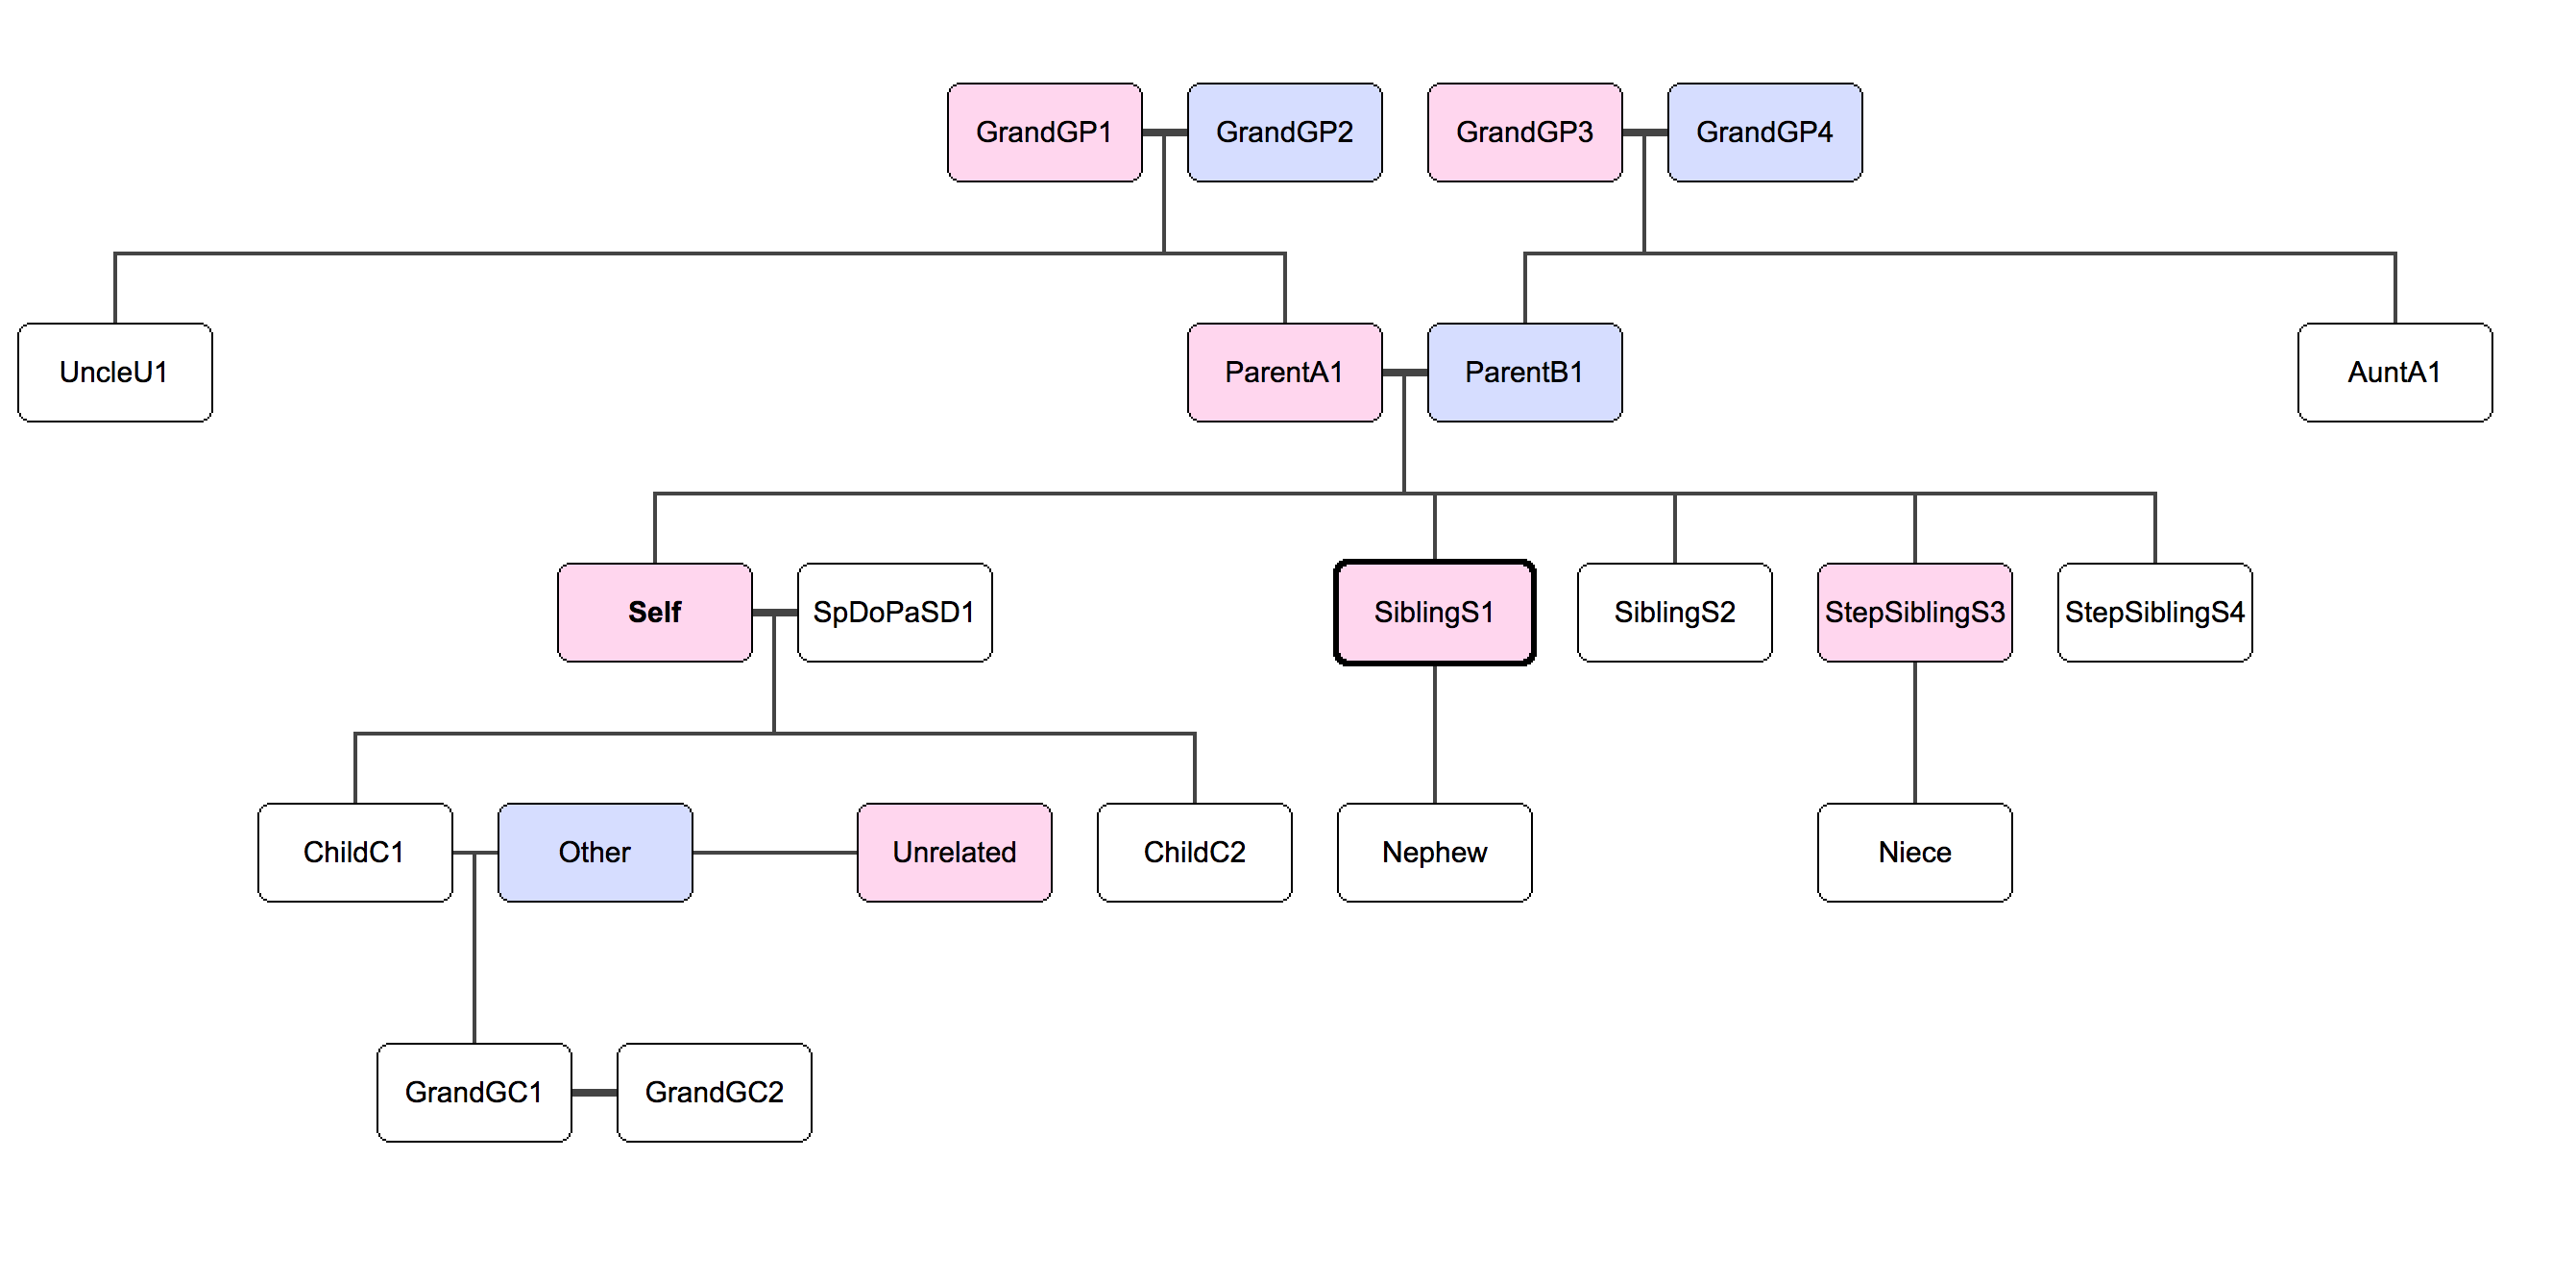 GrandGP1
GrandGP2
GrandGP3
GrandGP4
UncleU1
ParentA1
ParentB1
AuntA1
Self
SpDoPaSD1
SiblingS1
SiblingS2
StepSiblingS3
StepSiblingS4
ChildC1
Other
Unrelated
ChildC2
Nephew
Niece
GrandGC1
GrandGC2